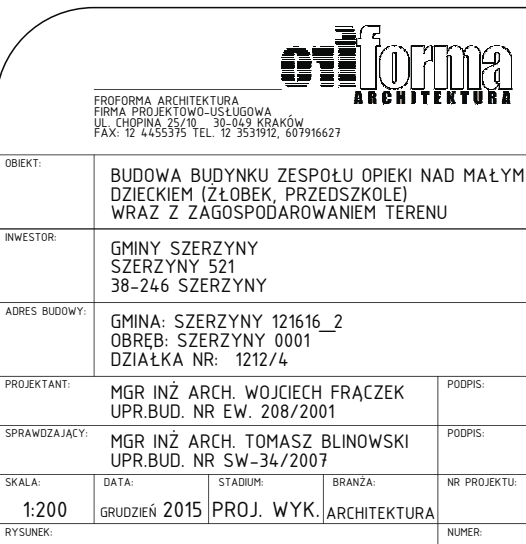 forma
ARCHITEKTURA
FROFORMA ARCHITEKTURA
FIRMA PROJEKTOWO-USŁUGOWA
UL. CHOPINA 25/10 30-049 KRAKÓW
FAX: 12 4455375 TEL. 12 3531912, 607916627
OBIEKT:
BUDOWA BUDYNKU ZESPOŁU OPIEKI NAD MAŁYM
DZIECKIEM (ŻŁOBEK, PRZEDSZKOLE)
WRAZ Z ZAGOSPODAROWANIEM TERENU
INWESTOR:
GMINY SZERZYNY
SZERZYNY 521
38-246 SZERZYNY
ADRES BUDOWY:
GMINA: SZERZYNY 121616_2
OBRĘB: SZERZYNY 0001
DZIAŁKA NR: 1212/4
PROJEKTANT:
MGR INŻ ARCH. WOJCIECH FRĄCZEK
UPR.BUD. NR EW. 208/2001
PODPIS:
SPRAWDZAJĄCY:
MGR INŻ ARCH. TOMASZ BLINOWSKI
UPR.BUD. NR SW-34/2007
PODPIS:
SKALA: DATA: STADIUM: BRANŻA: NR PROJEKTU:
1:200 GRUDZIEŃ 2015 PROJ. WYK. ARCHITEKTURA
RYSUNEK: NUMER: